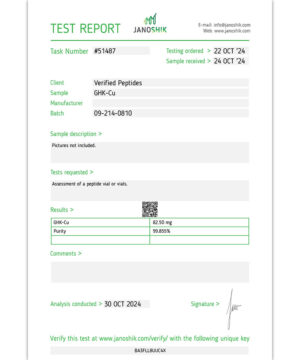 TEST REPORT
JANOSHIK
E-mail: info@janoshik.com
Web: www.janoshik.com
Task Number #51487
Testing ordered > 22 OCT '24
Sample received > 24 OCT '24
Client Verified Peptides
Sample GHK-Cu
Manufacturer
Batch 09-214-0810
Sample description >
Pictures not included.
Tests requested >
Assessment of a peptide vial or vials.
Results >
GHK-Cu 82.50 mg
Purity 99.855%
Comments >
Analysis conducted > 30 OCT 2024
Signature >
Verify this test at www.janoshik.com/verify/ with the following unique key